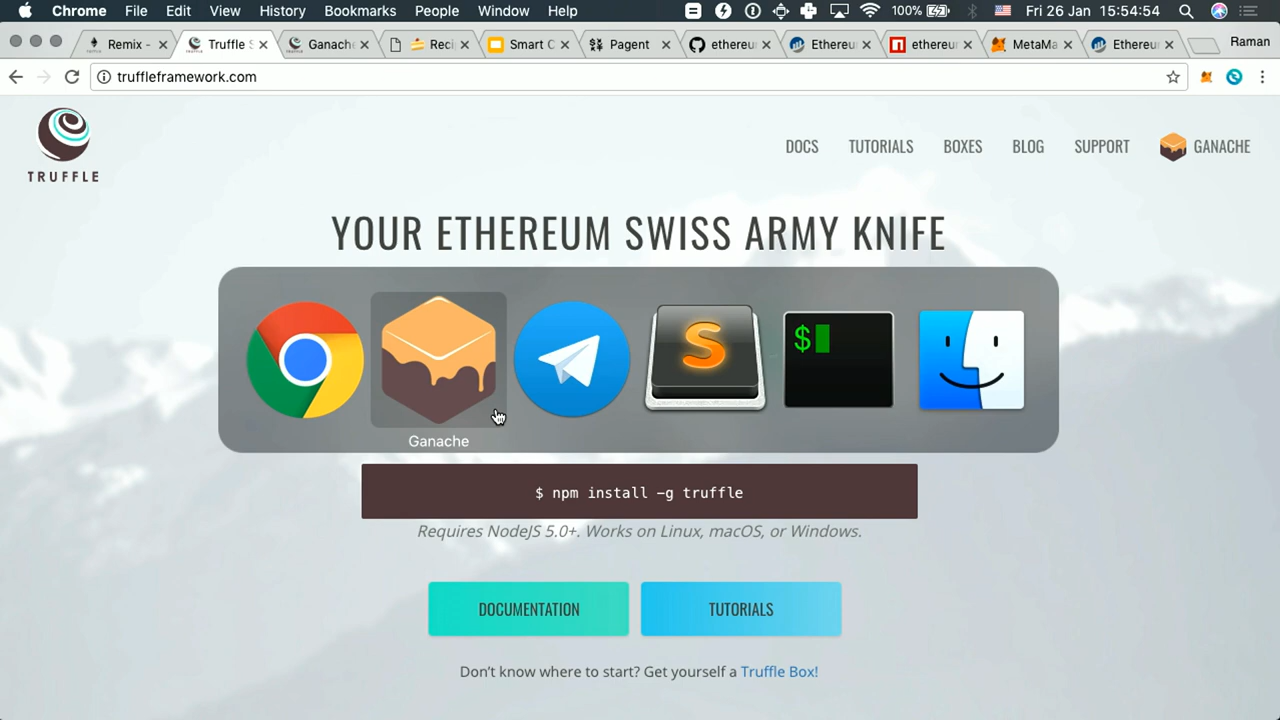 Chrome File Edit View History Bookmarks People Window Help 100% Fri 26 Jan 15:54:54
Remix - Truffle S Ganache Reci Smart C Pagent ethereu Ethereu ethereu MetaMa Ethereu Raman
truffleframework.com
TRUFFLE
DOCS TUTORIALS BOXES BLOG SUPPORT GANACHE
YOUR ETHEREUM SWISS ARMY KNIFE
S
$
Ganache
$ npm install -g truffle
Requires NodeJS 5.0+. Works on Linux, macOS, or Windows.
DOCUMENTATION TUTORIALS
Don't know where to start? Get yourself a Truffle Box!